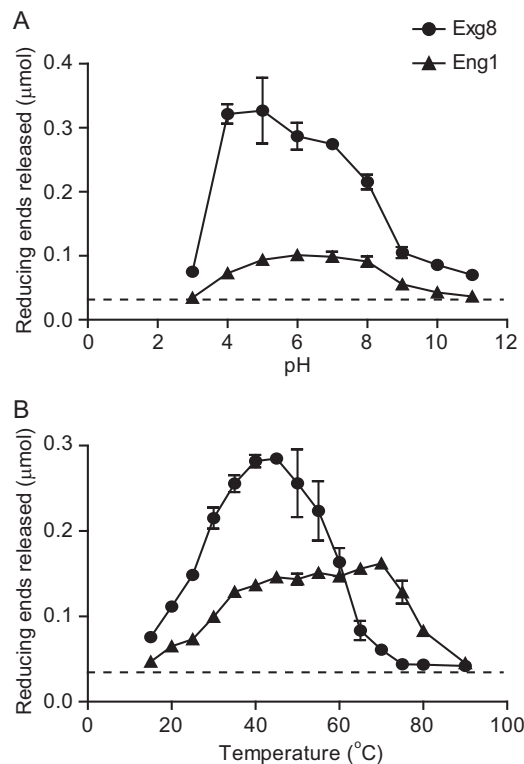 A
Exg8
Eng1
Reducing ends released (μmol)
0.4
0.3
0.2
0.1
0.0
0 2 4 6 8 10 12
pH
B
Reducing ends released (μmol)
0.3
0.2
0.1
0.0
0 20 40 60 80 100
Temperature (°C)